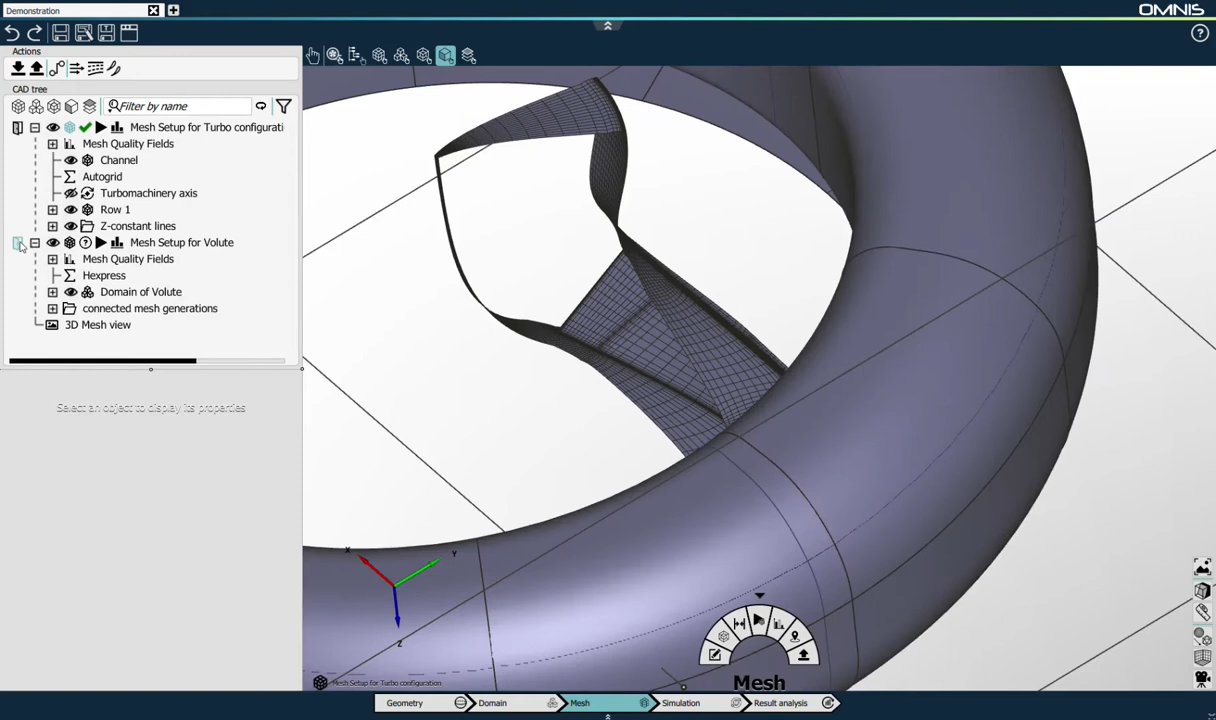 Demonstration
OMNIS
Actions
CAD tree
Filter by name
Mesh Setup for Turbo configurati
Mesh Quality Fields
Channel
Autogrid
Turbomachinery axis
Row 1
Z-constant lines
Mesh Setup for Volute
Mesh Quality Fields
Hexpress
Domain of Volute
connected mesh generations
3D Mesh view
Select an object to display its properties
X
Y
Z
Mesh
Mesh Setup for Turbo configuration
Geometry
Domain
Mesh
Simulation
Result analysis